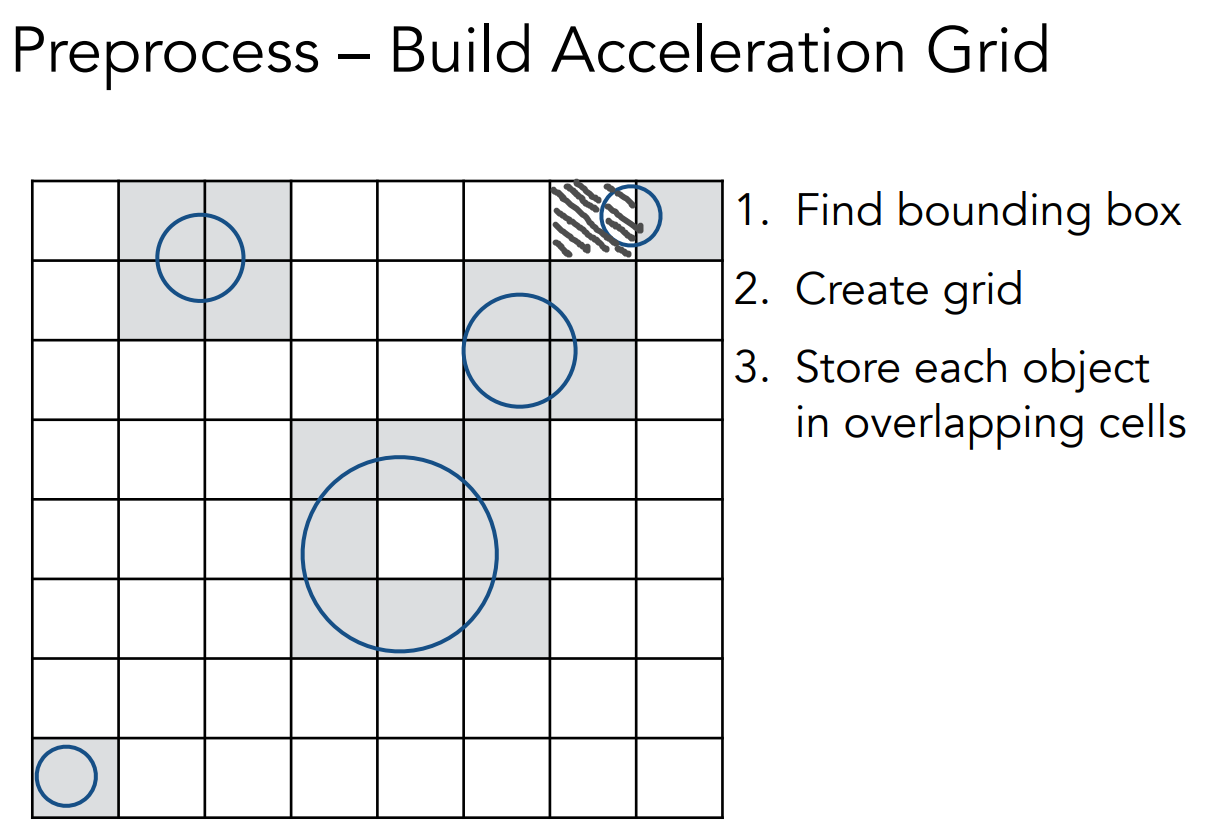 Preprocess – Build Acceleration Grid
1. Find bounding box
2. Create grid
3. Store each object
in overlapping cells